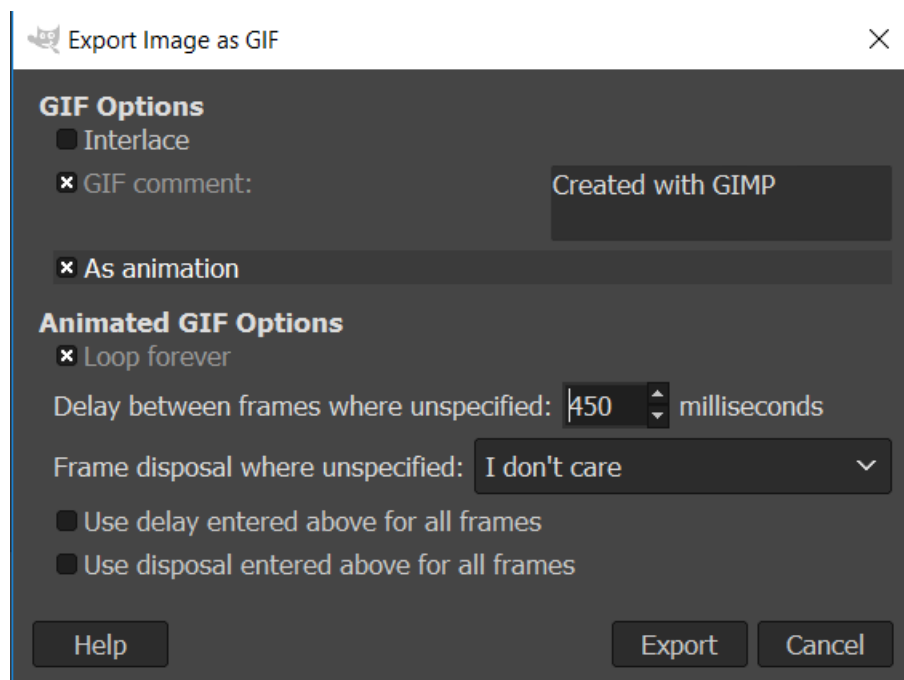 Export Image as GIF
GIF Options
Interlace
GIF comment:
Created with GIMP
As animation
Animated GIF Options
Loop forever
Delay between frames where unspecified: 450 milliseconds
Frame disposal where unspecified: I don't care
Use delay entered above for all frames
Use disposal entered above for all frames
Help Export Cancel